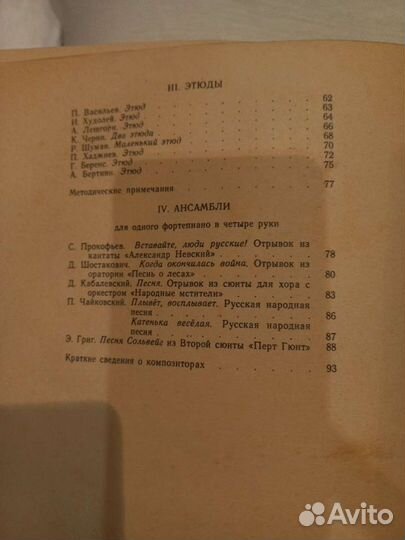 III. ЭТЮДЫ
П. Васильев. Этюд 62
И. Худолей. Этюд 63
А. Лемгюен. Этюд 64
К. Черни. Два этюда 66
Р. Шуман. Маленький этюд 68
П. Хаджиев. Этюд 70
Г. Беренс. Этюд 72
А. Бертини. Этюд 75
Методические примечания 77
IV. АНСАМБЛИ
для одного фортепиано в четыре руки
С. Прокофьев. Вставайте, люди русские! Отрывок из
кантаты «Александр Невский» 78
Д. Шостакович. Когда окончилась война. Отрывок из
оратории «Песнь о лесах» 80
Д. Кабалевский. Песня. Отрывок из сюиты для хора с
оркестром «Народные мстители» 83
П. Чайковский. Плывёт, восплывает. Русская народная
песня 86
Катенька весёлая. Русская народная
песня 87
Э. Григ. Песня Сольвейг из Второй сюиты «Перт Гюнт» 88
Краткие сведения о композиторах 93
Avito